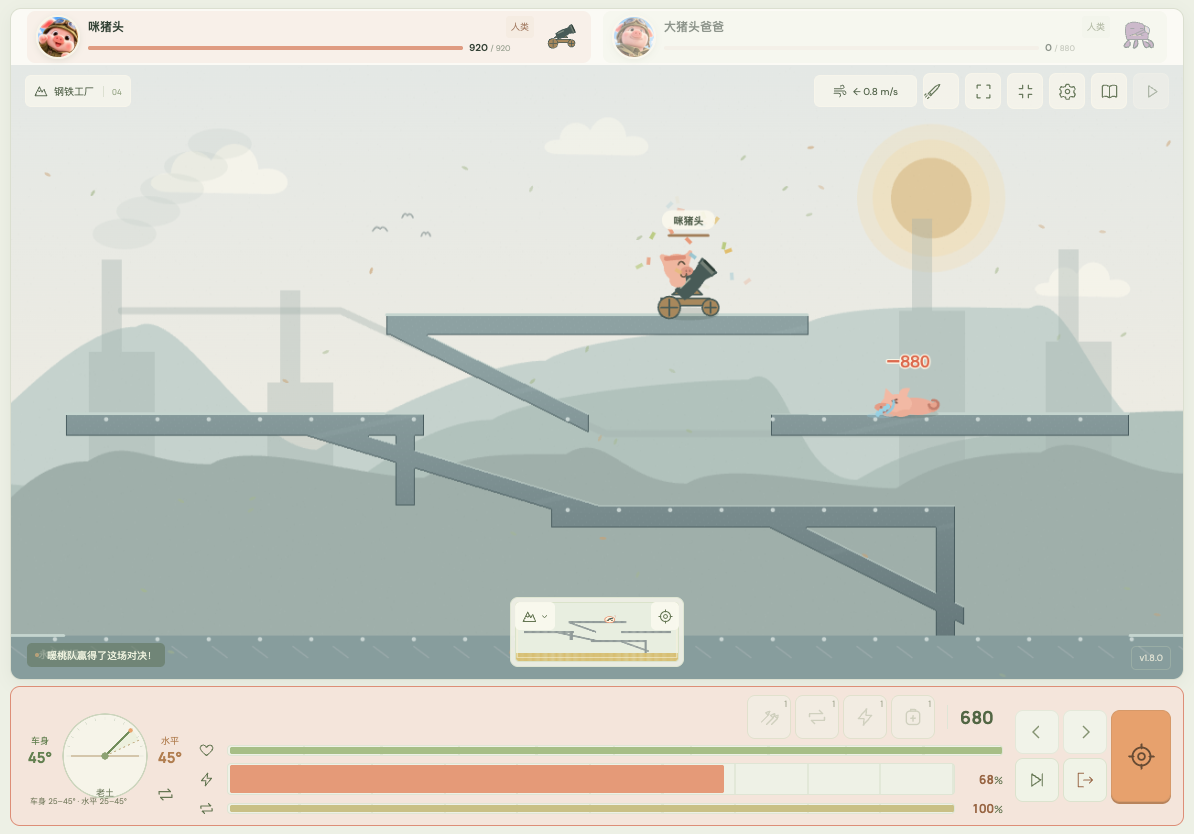 咪猪头
人类
920 / 920
大猪头爸爸
人类
0 / 880
钢铁工厂 04
← 0.8 m/s
咪猪头
−880
暖桃队赢得了这场对决！
v1.8.0
1
1
1
1
680
车身
45°
水平
45°
老土
车身 25–45° · 水平 25–45°
68%
100%